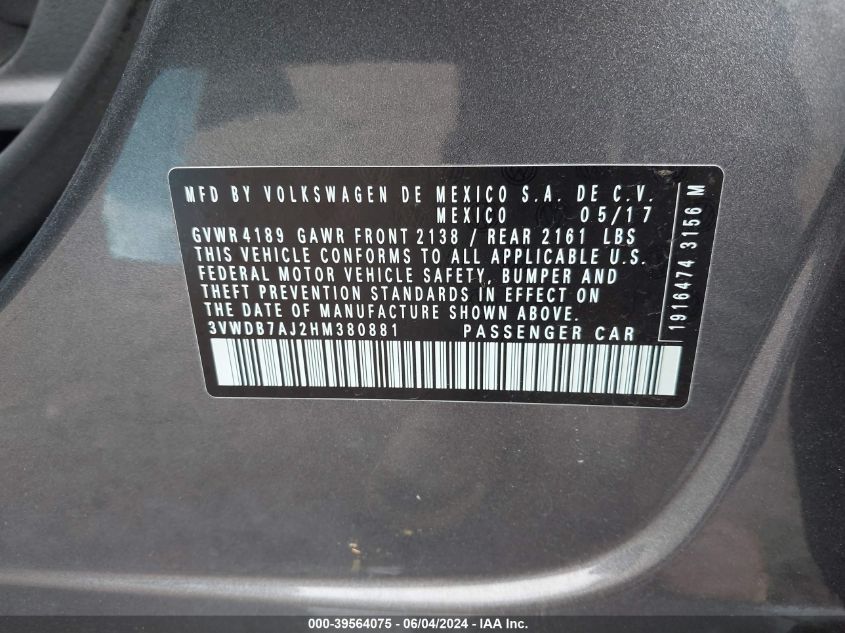 MFD BY VOLKSWAGEN DE MEXICO S.A. DE C.V.
MEXICO 05/17
GVWR 4189 GAWR FRONT 2138 / REAR 2161 LBS
THIS VEHICLE CONFORMS TO ALL APPLICABLE U.S.
FEDERAL MOTOR VEHICLE SAFETY, BUMPER AND
THEFT PREVENTION STANDARDS IN EFFECT ON
THE DATE OF MANUFACTURE SHOWN ABOVE.
3VWDB7AJ2HM380881 PASSENGER CAR
1916474 3156 M
000-39564075 - 06/04/2024 - IAA Inc.